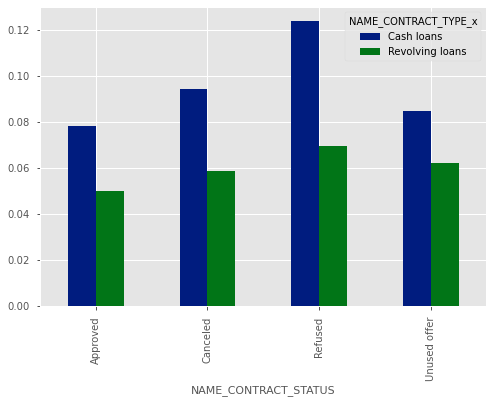 NAME_CONTRACT_TYPE_x
Cash loans
Revolving loans
0.12
0.10
0.08
0.06
0.04
0.02
0.00
Approved
Canceled
Refused
Unused offer
NAME_CONTRACT_STATUS